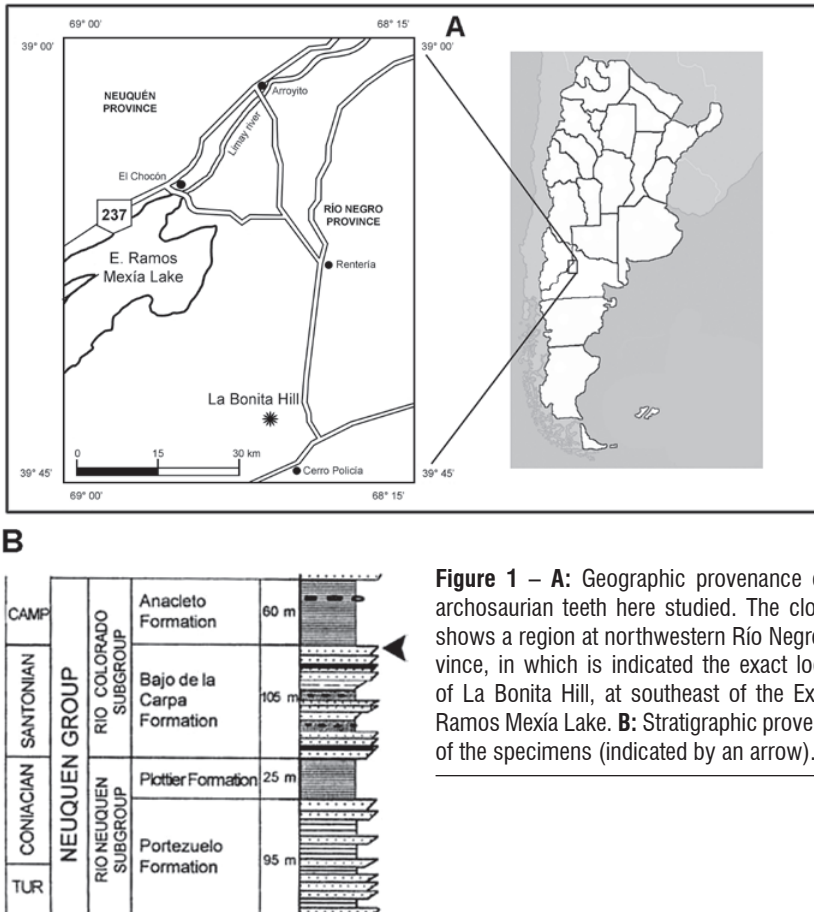 A
69° 00'
68° 15'
39° 00'
39° 00'
NEUQUÉN
PROVINCE
Arroyito
Limay river
El Chocón
237
RÍO NEGRO
PROVINCE
E. Ramos
Mexía Lake
Rentería
La Bonita Hill
0 15 30 km
Cerro Policía
39° 45'
39° 45'
69° 00'
68° 15'
B
CAMP
SANTONIAN
CONIACIAN
TUR
NEUQUEN GROUP
RIO COLORADO
SUBGROUP
RIO NEUQUEN
SUBGROUP
Anacleto
Formation
60 m
Bajo de la
Carpa
Formation
105 m
Plottier Formation
25 m
Portezuelo
Formation
95 m
Figure 1 – A: Geographic provenance
archosaurian teeth here studied. The clo
shows a region at northwestern Río Negro
vince, in which is indicated the exact loc
of La Bonita Hill, at southeast of the Ex
Ramos Mexía Lake. B: Stratigraphic prove
of the specimens (indicated by an arrow).